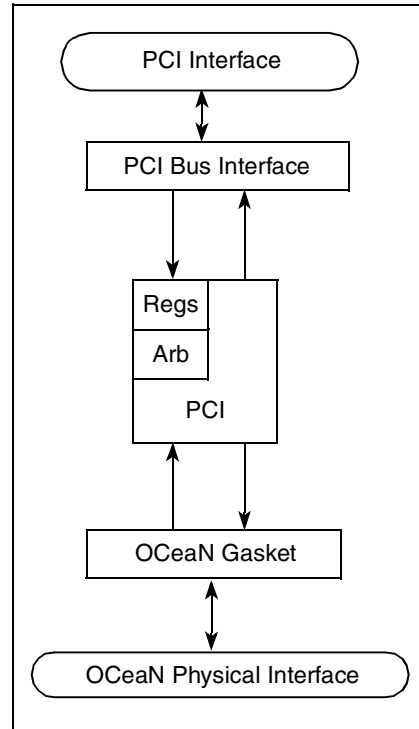 PCI Interface
PCI Bus Interface
Regs
Arb
PCI
OCeaN Gasket
OCeaN Physical Interface